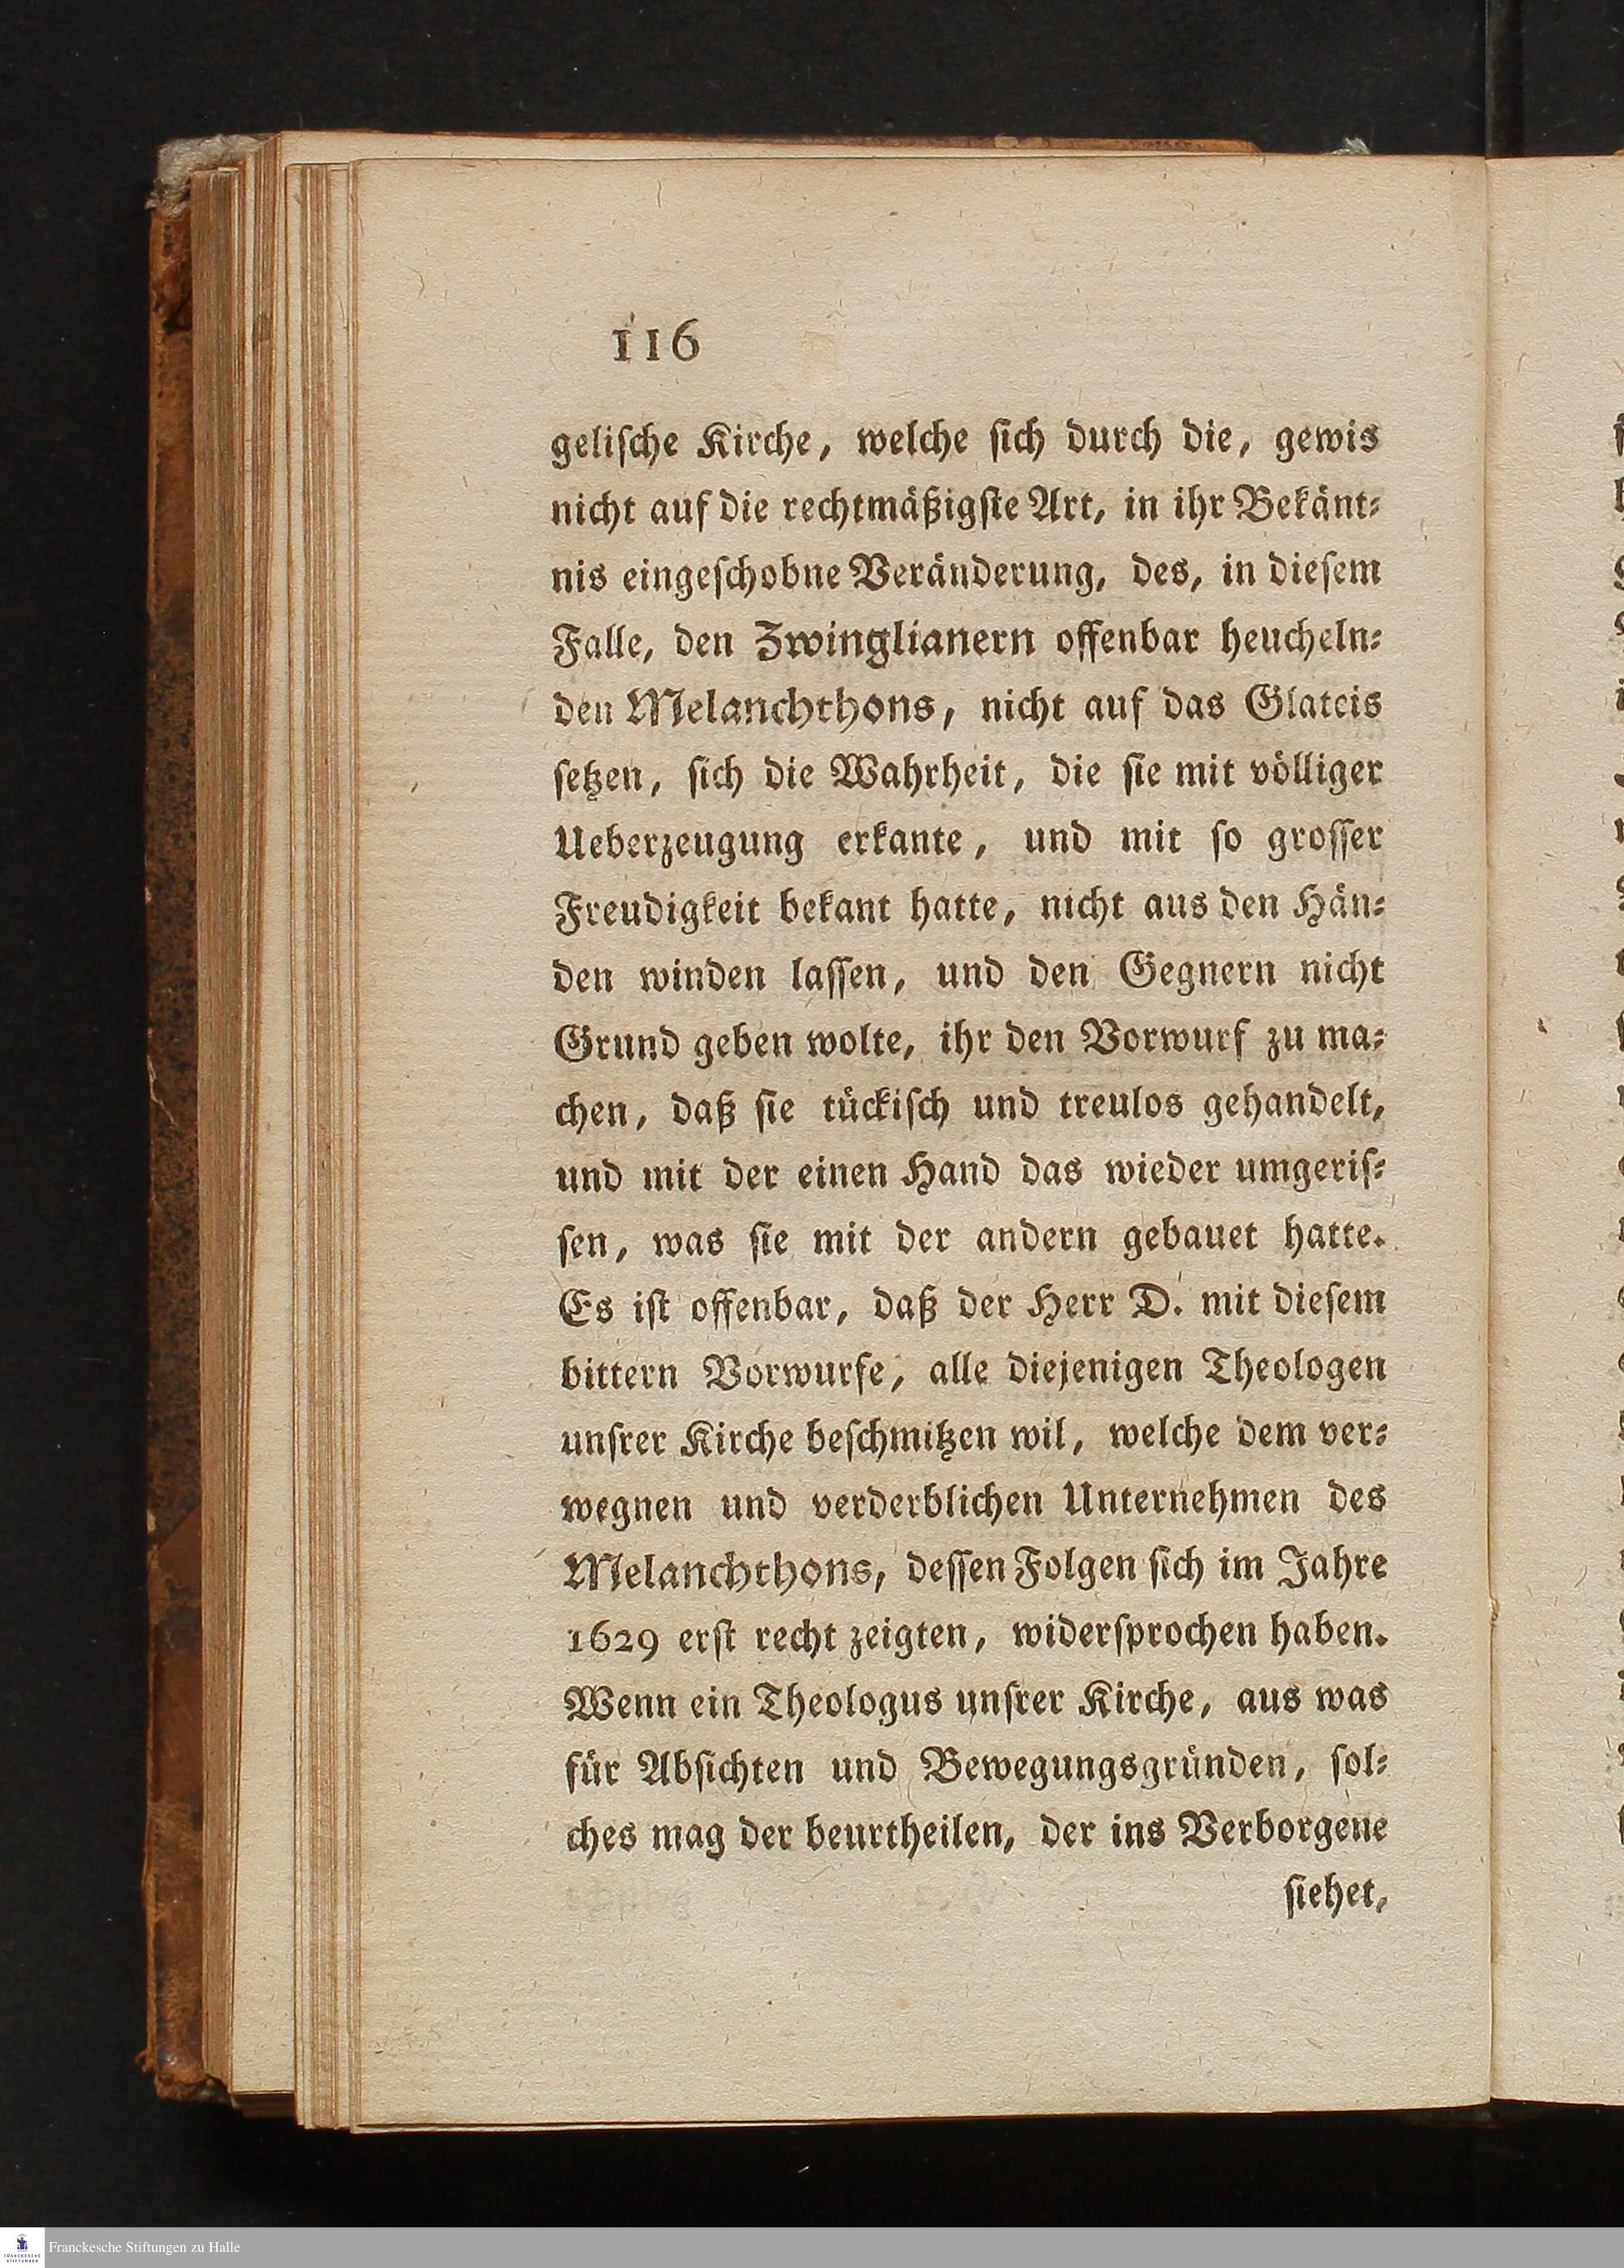 116
gelische Kirche, welche sich durch die, gewis
nicht auf die rechtmäßigste Art, in ihr Bekänt-
nis eingeschobne Veränderung, des, in diesem
Falle, den Zwinglianern offenbar heucheln-
den Melanchthons, nicht auf das Glateis
setzen, sich die Wahrheit, die sie mit völliger
Ueberzeugung erkante, und mit so grosser
Freudigkeit bekant hatte, nicht aus den Hän-
den winden lassen, und den Gegnern nicht
Grund geben wolte, ihr den Vorwurf zu ma-
chen, daß sie tückisch und treulos gehandelt,
und mit der einen Hand das wieder umgeris-
sen, was sie mit der andern gebauet hatte.
Es ist offenbar, daß der Herr D. mit diesem
bittern Vorwurfe, alle diejenigen Theologen
unsrer Kirche beschmitzen wil, welche dem ver-
wegnen und verderblichen Unternehmen des
Melanchthons, dessen Folgen sich im Jahre
1629 erst recht zeigten, widersprochen haben.
Wenn ein Theologus unsrer Kirche, aus was
für Absichten und Bewegungsgründen, sol-
ches mag der beurtheilen, der ins Verborgene
siehet,
Franckesche Stiftungen zu Halle